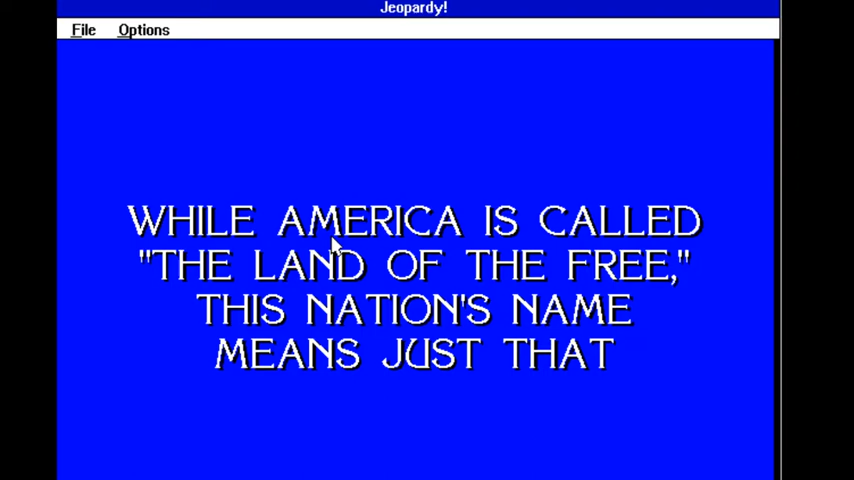 Jeopardy!
File Options
WHILE AMERICA IS CALLED
"THE LAND OF THE FREE,"
THIS NATION'S NAME
MEANS JUST THAT